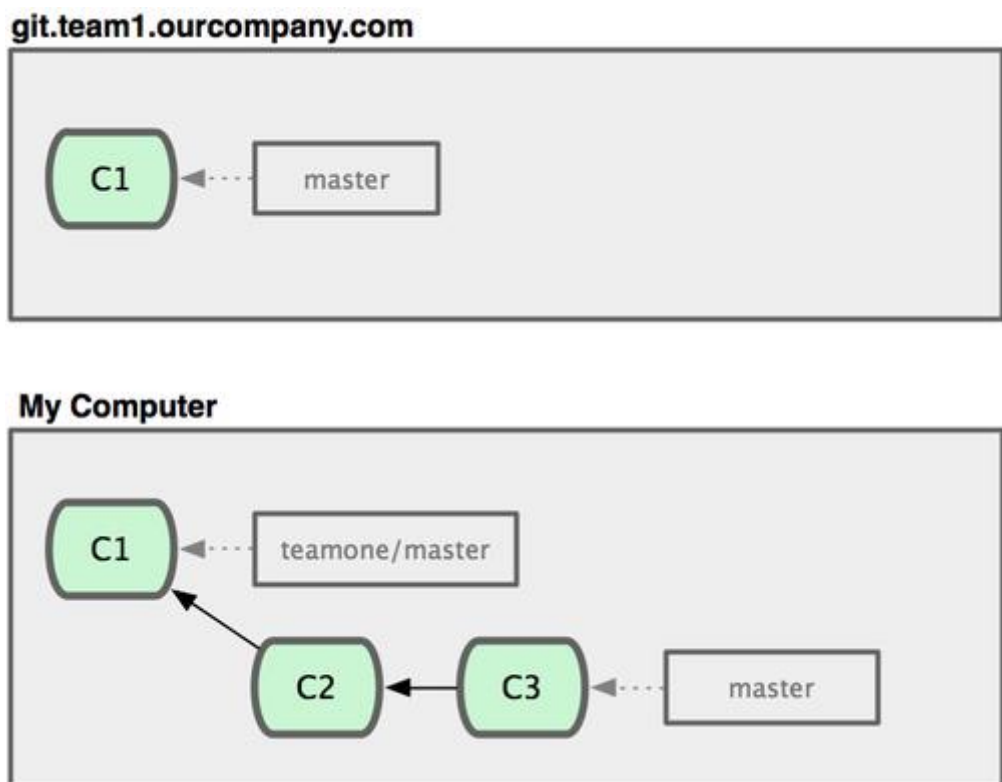 git.team1.ourcompany.com
C1
master
My Computer
C1
teamone/master
C2
C3
master